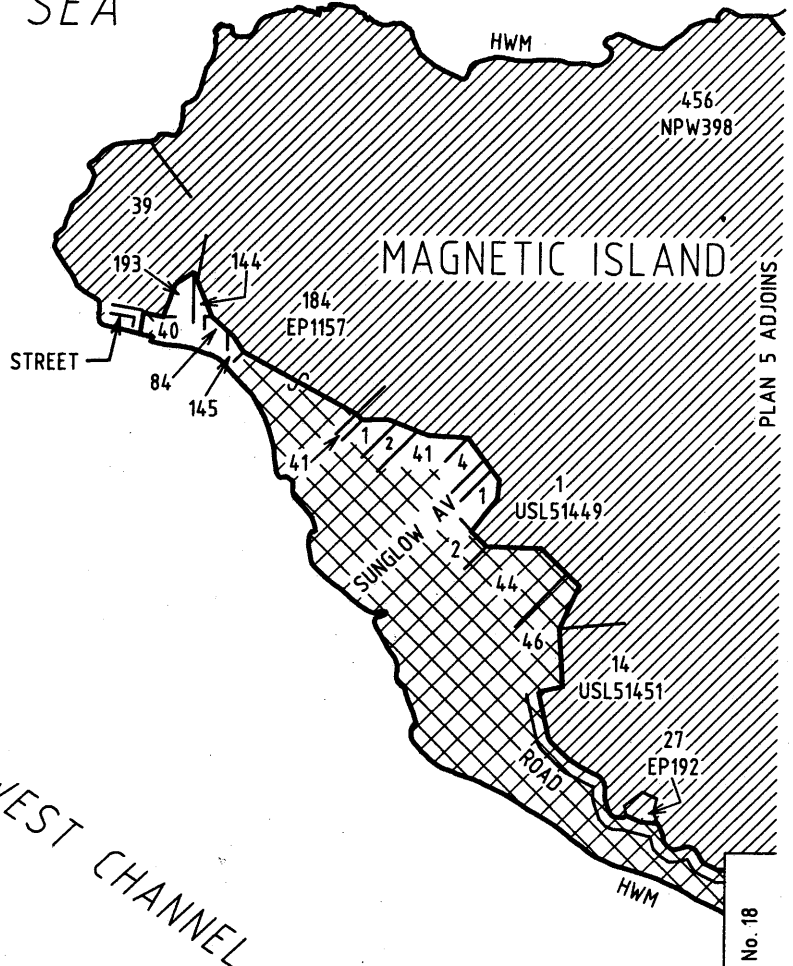 SEA
HWM
456
NPW398
39
MAGNETIC ISLAND
193
144
184
EP1157
PLAN 5 ADJOINS
40
STREET
84
145
41
1
2
41
4
1
1
USL51449
SUNGLOW AV
2
44
46
14
USL51451
27
EP192
ROAD
WEST CHANNEL
HWM
No. 18